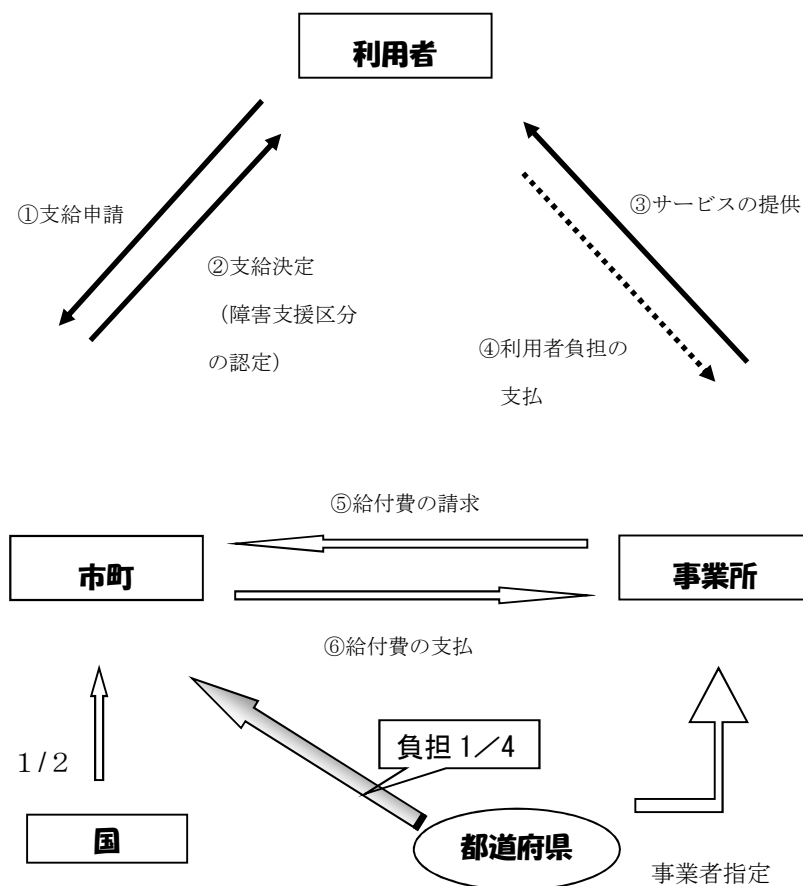 利用者
①支給申請
③サービスの提供
②支給決定
（障害支援区分
の認定）
④利用者負担の
支払
⑤給付費の請求
市町
事業所
⑥給付費の支払
1/2
負担１／４
国
都道府県
事業者指定